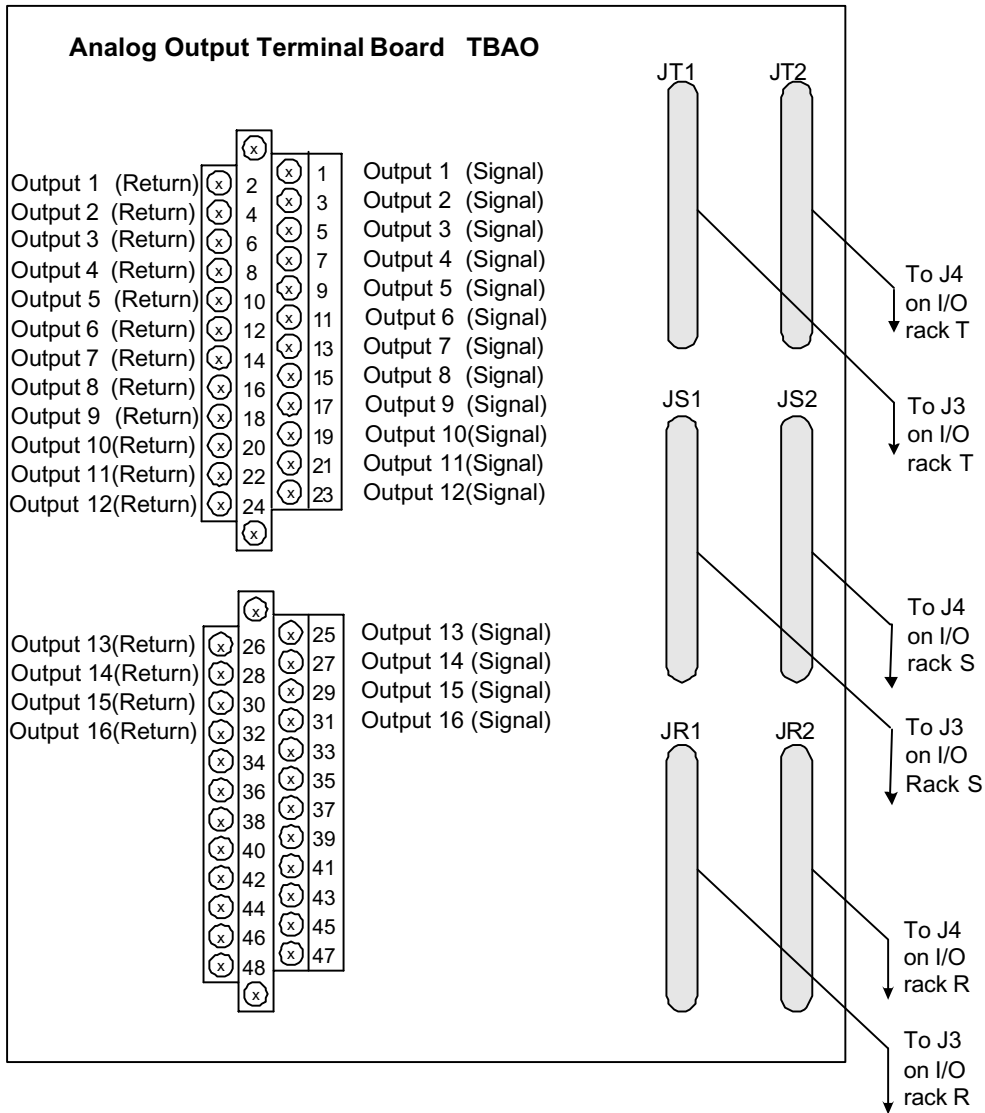 Analog Output Terminal Board TBAO
JT1 JT2
x
Output 1 (Return) x 2 x 1 Output 1 (Signal)
Output 2 (Return) x 4 x 3 Output 2 (Signal)
Output 3 (Return) x 6 x 5 Output 3 (Signal)
Output 4 (Return) x 8 x 7 Output 4 (Signal)
Output 5 (Return) x 10 x 9 Output 5 (Signal)
Output 6 (Return) x 12 x 11 Output 6 (Signal)
Output 7 (Return) x 14 x 13 Output 7 (Signal)
Output 8 (Return) x 16 x 15 Output 8 (Signal)
Output 9 (Return) x 18 x 17 Output 9 (Signal)
Output 10(Return) x 20 x 19 Output 10(Signal)
Output 11(Return) x 22 x 21 Output 11(Signal)
Output 12(Return) x 24 x 23 Output 12(Signal)
x
To J4
on I/O
rack T
To J3
on I/O
rack T
JS1 JS2
x
Output 13(Return) x 26 x 25 Output 13 (Signal)
Output 14(Return) x 28 x 27 Output 14 (Signal)
Output 15(Return) x 30 x 29 Output 15 (Signal)
Output 16(Return) x 32 x 31 Output 16 (Signal)
x 34 x 33
x 36 x 35
x 38 x 37
x 40 x 39
x 42 x 41
x 44 x 43
x 46 x 45
x 48 x 47
x
To J4
on I/O
rack S
To J3
on I/O
Rack S
JR1 JR2
To J4
on I/O
rack R
To J3
on I/O
rack R